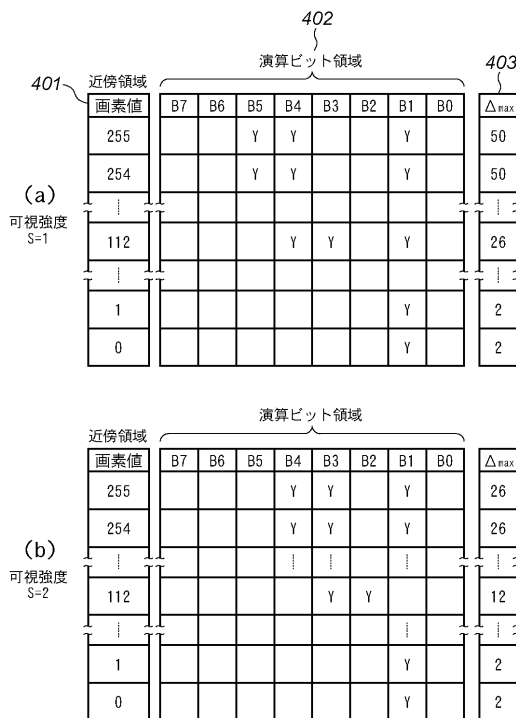 402
401
近傍領域
演算ビット領域
403
画素値 B7 B6 B5 B4 B3 B2 B1 B0 Δmax
255 Y Y Y 50
254 Y Y Y 50
(a)
可視強度
S=1
112 Y Y Y 26
1 Y 2
0 Y 2
近傍領域
演算ビット領域
画素値 B7 B6 B5 B4 B3 B2 B1 B0 Δmax
255 Y Y Y 26
254 Y Y Y 26
(b)
可視強度
S=2
112 Y Y 12
1 Y 2
0 Y 2